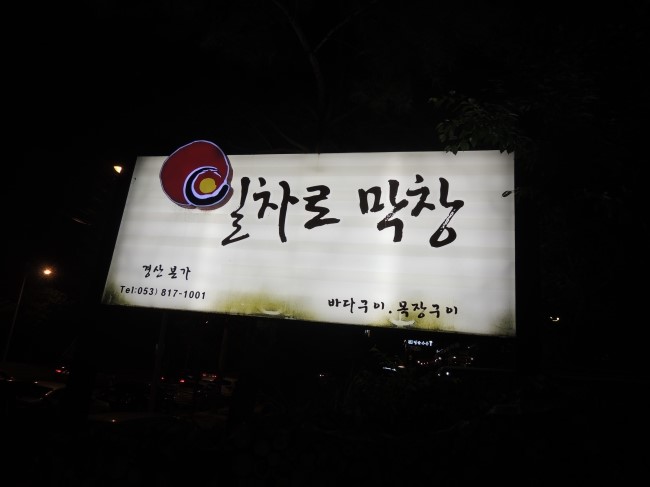 일차로 막창
경산 본가
Tel:053) 817-1001
바다구이.목장구이